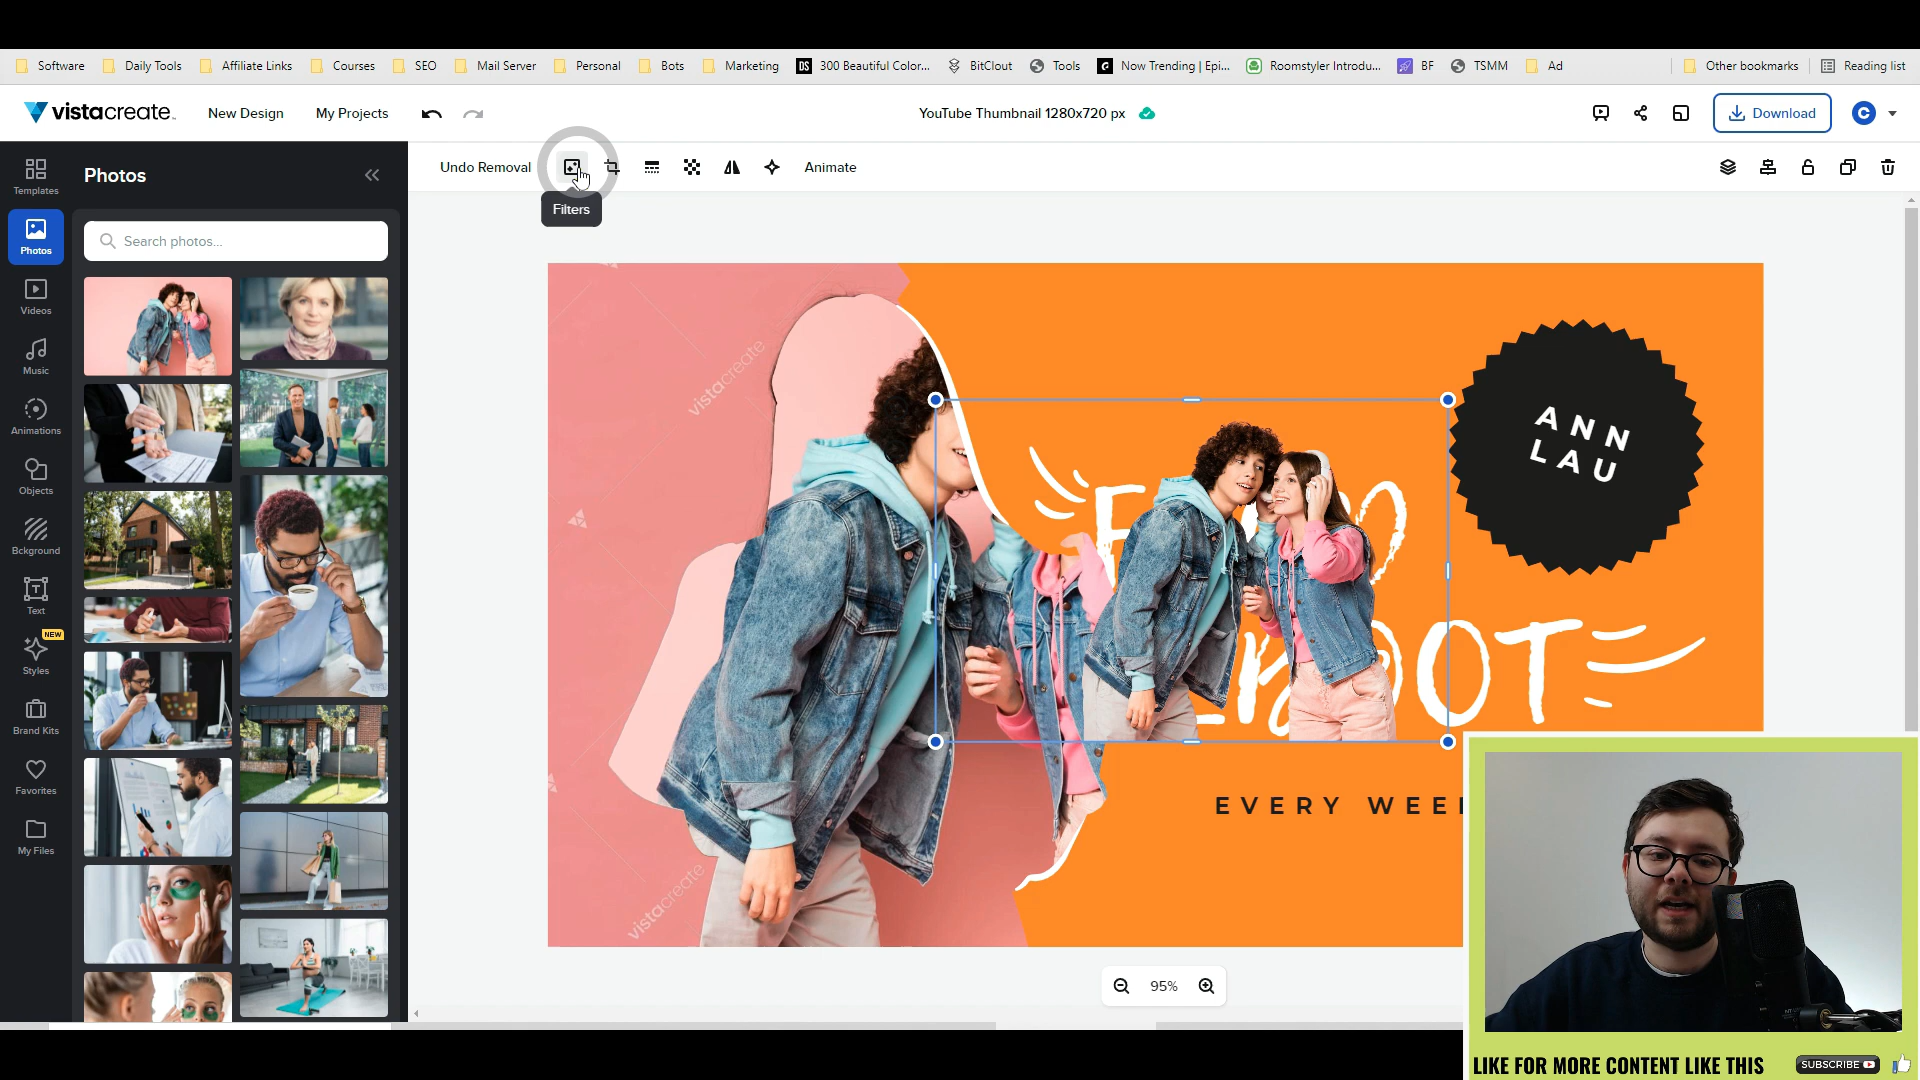 Software
Daily Tools
Affiliate Links
Courses
SEO
Mail Server
Personal
Bots
Marketing
DS
300 Beautiful Color...
BitClout
Tools
Now Trending | Epi...
Roomstyler Introdu...
BF
TSMM
Ad
Other bookmarks
Reading list
vistacreate
New Design
My Projects
YouTube Thumbnail 1280x720 px
Download
C
Undo Removal
Animate
Filters
Templates
Photos
Videos
Music
Animations
Objects
Bckground
Text
NEW
Styles
Brand Kits
Favorites
My Files
Photos
Search photos...
vistacreate
vistacreate
ANN
LAU
EVERY WEE
95%
LIKE FOR MORE CONTENT LIKE THIS
SUBSCRIBE